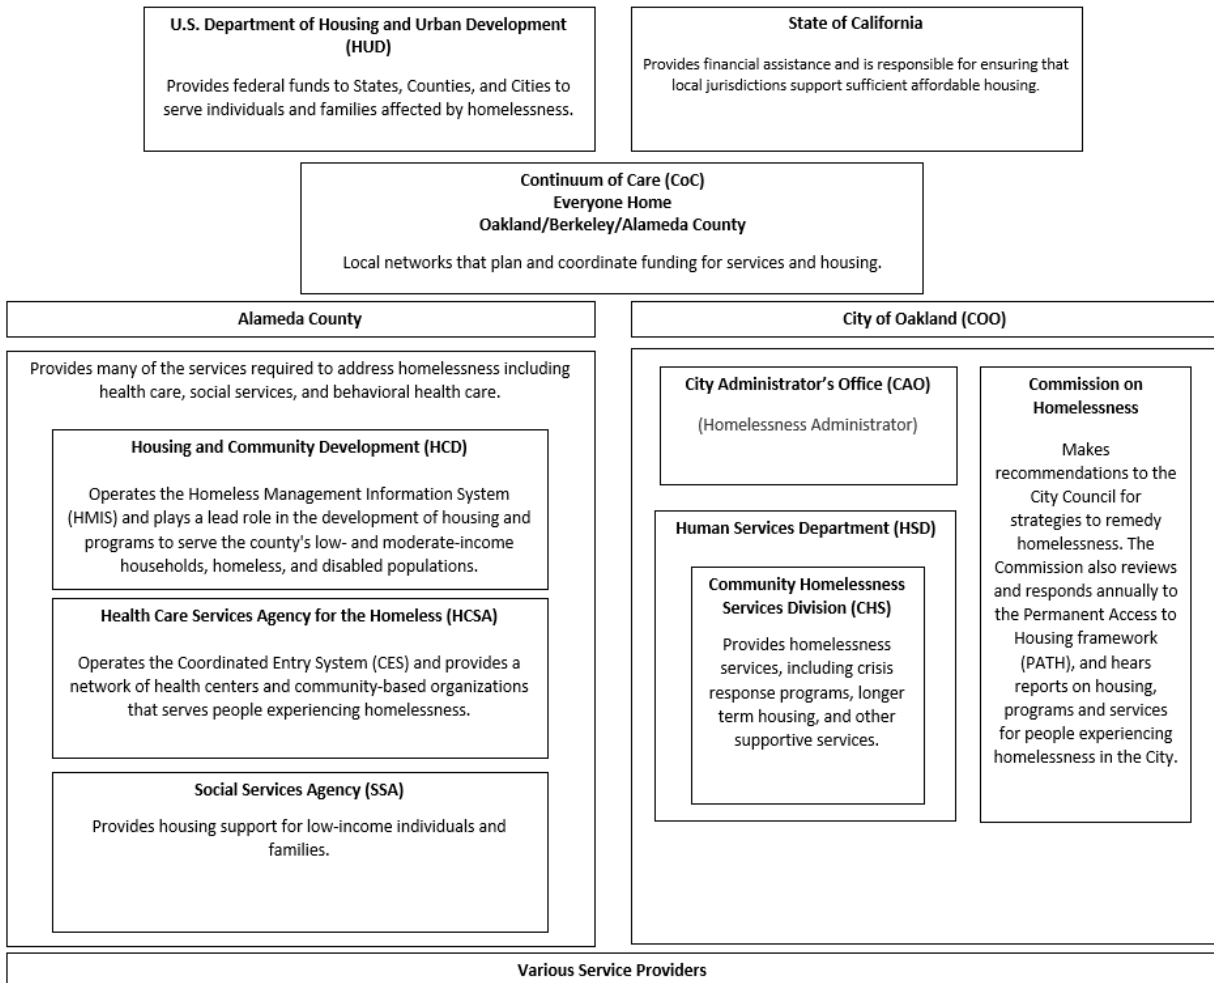 U.S. Department of Housing and Urban Development
(HUD)
Provides federal funds to States, Counties, and Cities to
serve individuals and families affected by homelessness.
State of California
Provides financial assistance and is responsible for ensuring that
local jurisdictions support sufficient affordable housing.
Continuum of Care (CoC)
Everyone Home
Oakland/Berkeley/Alameda County
Local networks that plan and coordinate funding for services and housing.
Alameda County
Provides many of the services required to address homelessness including
health care, social services, and behavioral health care.
Housing and Community Development (HCD)
Operates the Homeless Management Information System
(HMIS) and plays a lead role in the development of housing and
programs to serve the county's low- and moderate-income
households, homeless, and disabled populations.
Health Care Services Agency for the Homeless (HCSA)
Operates the Coordinated Entry System (CES) and provides a
network of health centers and community-based organizations
that serves people experiencing homelessness.
Social Services Agency (SSA)
Provides housing support for low-income individuals and
families.
City of Oakland (COO)
City Administrator's Office (CAO)
(Homelessness Administrator)
Human Services Department (HSD)
Community Homelessness
Services Division (CHS)
Provides homelessness
services, including crisis
response programs, longer
term housing, and other
supportive services.
Commission on
Homelessness
Makes
recommendations to the
City Council for
strategies to remedy
homelessness. The
Commission also reviews
and responds annually to
the Permanent Access to
Housing framework
(PATH), and hears
reports on housing,
programs and services
for people experiencing
homelessness in the City.
Various Service Providers